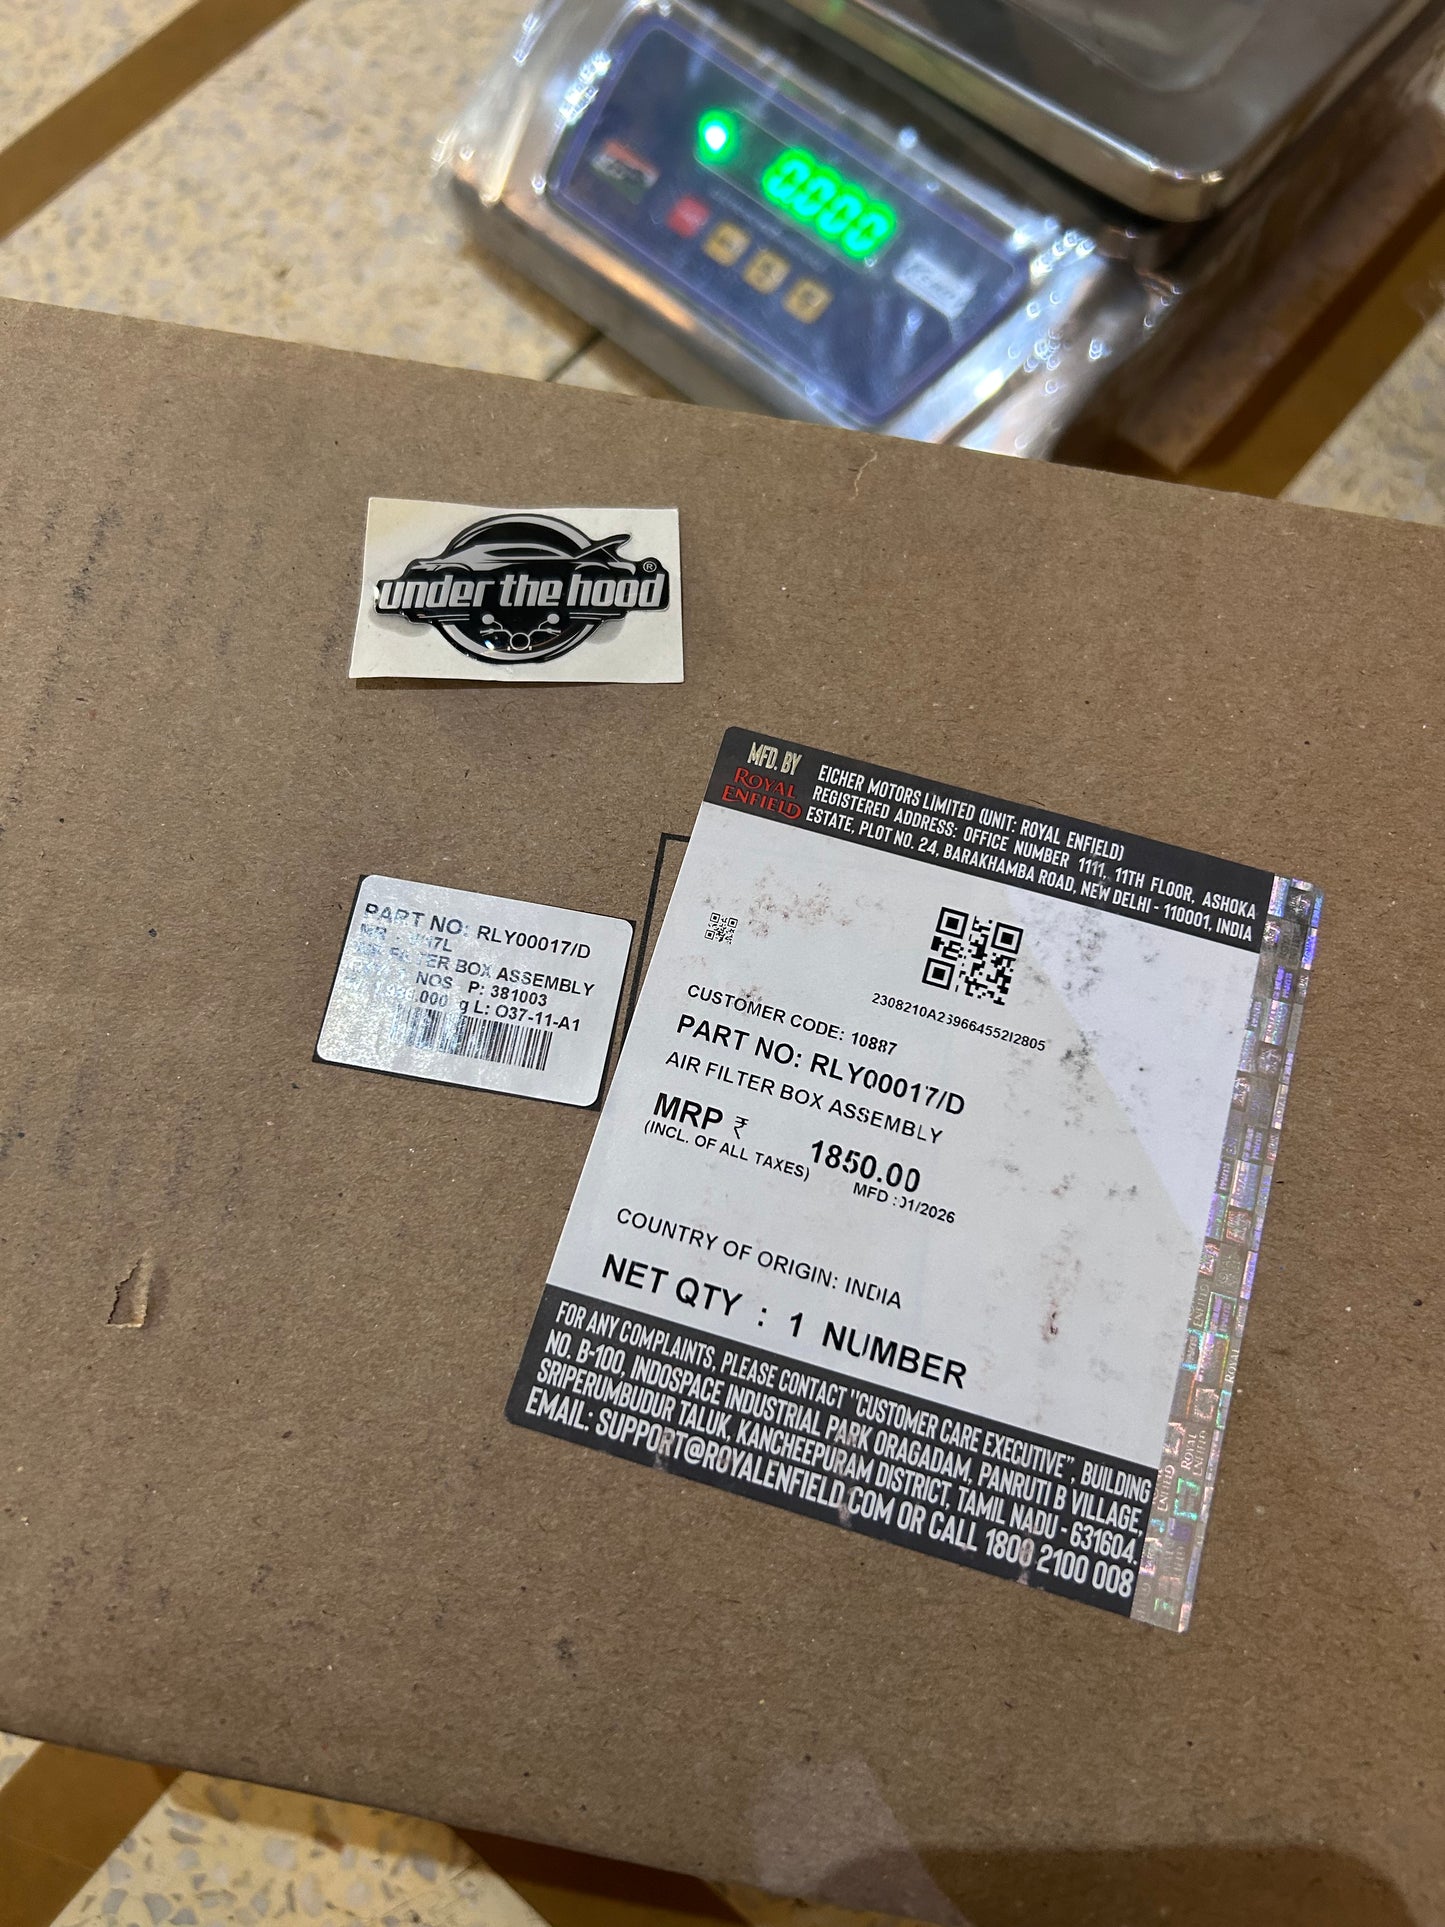 0.000
under the hood ®
MFD. BY
ROYAL
ENFIELD
EICHER MOTORS LIMITED (UNIT: ROYAL ENFIELD)
REGISTERED ADDRESS: OFFICE NUMBER 1111, 11TH FLOOR, ASHOKA
ESTATE, PLOT NO. 24, BARAKHAMBA ROAD, NEW DELHI - 110001, INDIA
PART NO: RLY00017/D
FILTER BOX ASSEMBLY
NOS P: 381003
L: O37-11-A1
CUSTOMER CODE: 10887
PART NO: RLY00017/D
AIR FILTER BOX ASSEMBLY
MRP ₹ 1850.00
(INCL. OF ALL TAXES)
MFD :01/2026
COUNTRY OF ORIGIN: INDIA
NET QTY : 1 NUMBER
FOR ANY COMPLAINTS, PLEASE CONTACT "CUSTOMER CARE EXECUTIVE", BUILDING
NO. B-100, INDOSPACE INDUSTRIAL PARK ORAGADAM, PANRUTI B VILLAGE,
SRIPERUMBUDUR TALUK, KANCHEEPURAM DISTRICT, TAMIL NADU - 631604.
EMAIL: SUPPORT@ROYALENFIELD.COM OR CALL 1800 2100 008